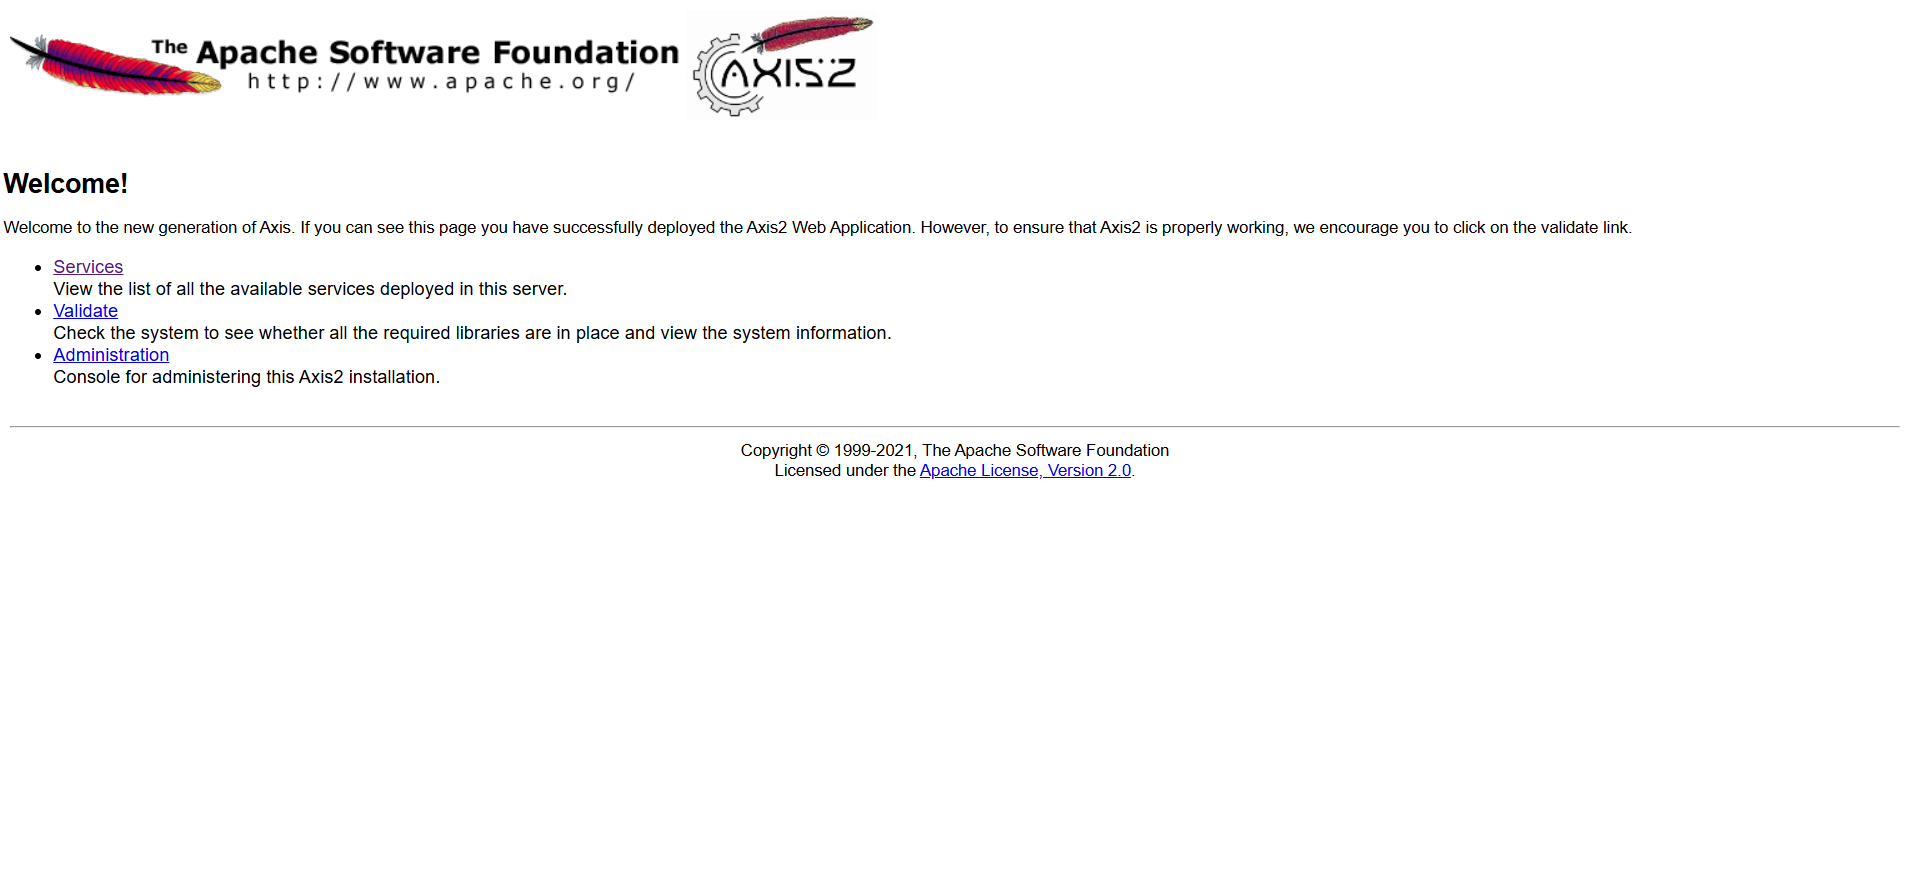 The Apache Software Foundation
http://www.apache.org/
AXIS2
Welcome!
Welcome to the new generation of Axis. If you can see this page you have successfully deployed the Axis2 Web Application. However, to ensure that Axis2 is properly working, we encourage you to click on the validate link.
Services
View the list of all the available services deployed in this server.
Validate
Check the system to see whether all the required libraries are in place and view the system information.
Administration
Console for administering this Axis2 installation.
Copyright © 1999-2021, The Apache Software Foundation
Licensed under the Apache License, Version 2.0.